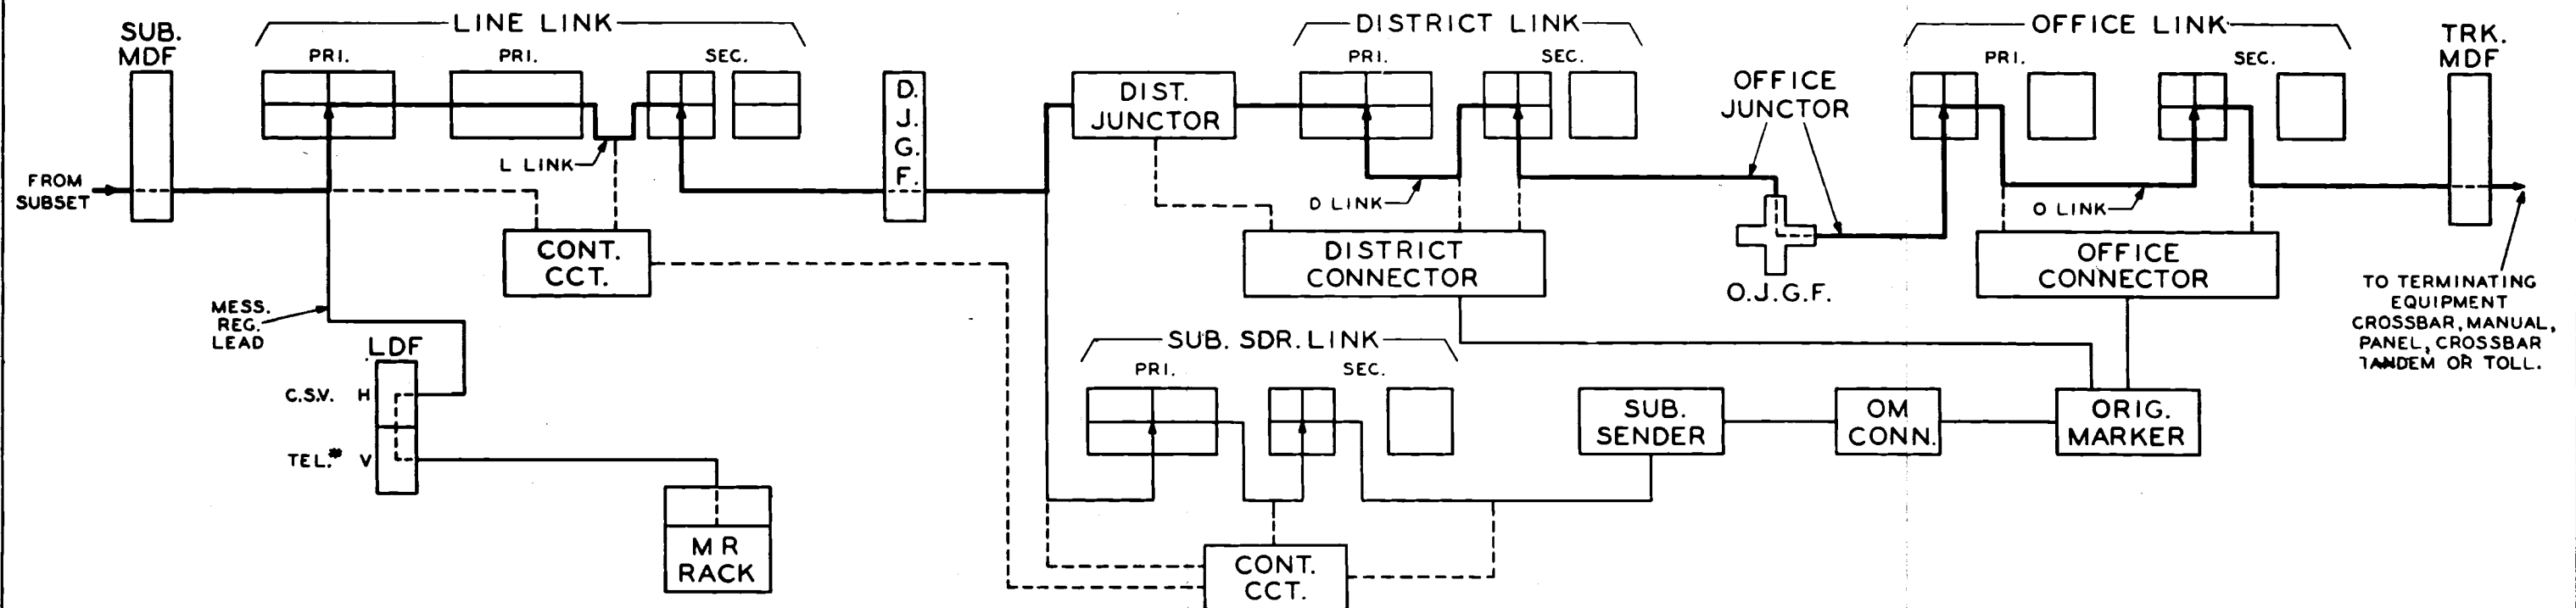 LINE LINK
DISTRICT LINK
OFFICE LINK
SUB.
MDF
PRI.
PRI.
SEC.
PRI.
SEC.
PRI.
SEC.
TRK.
MDF
D.
J.
G.
F.
DIST.
JUNCTOR
OFFICE
JUNCTOR
L LINK
FROM
SUBSET
D LINK
O LINK
CONT.
CCT.
DISTRICT
CONNECTOR
O.J.G.F.
OFFICE
CONNECTOR
TO TERMINATING
EQUIPMENT
CROSSBAR, MANUAL,
PANEL, CROSSBAR
TANDEM OR TOLL.
MESS.
REG.
LEAD
LDF
C.S.V. H
TEL.# V
SUB. SDR. LINK
PRI.
SEC.
SUB.
SENDER
OM
CONN.
ORIG.
MARKER
M R
RACK
CONT.
CCT.